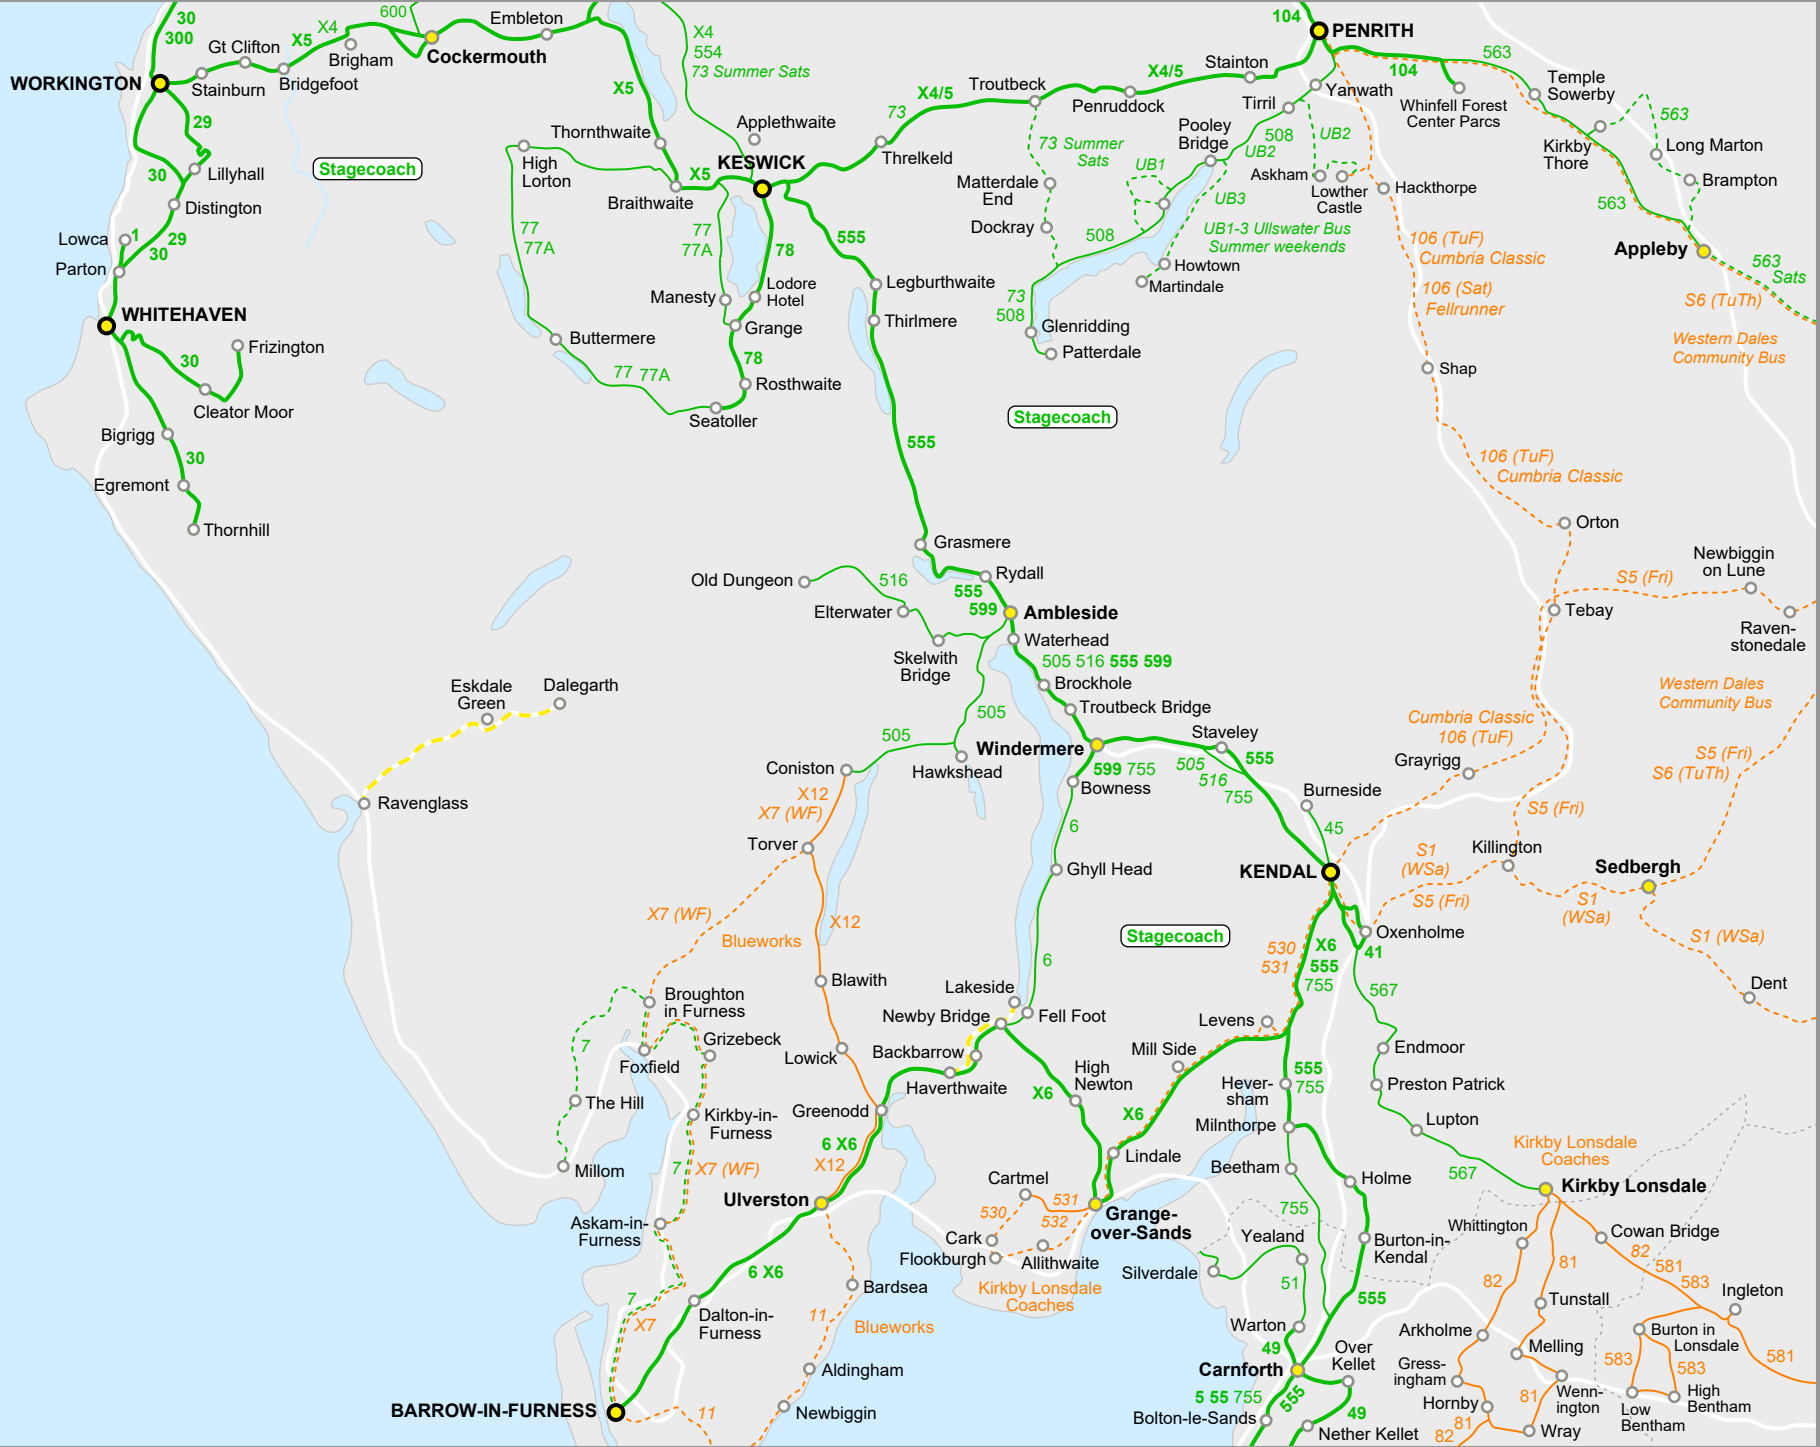 30
300
X5
X4
600
Embleton
Gt Clifton
Brigham
Cockermouth
WORKINGTON
Stainburn
Bridgefoot
X4
554
73 Summer Sats
X5
104
PENRITH
Stainton
X4/5
104
563
Troutbeck
Penruddock
Yanwath
Whinfell Forest
Center Parcs
Temple
Sowerby
29
Lillyhall
30
Distington
Lowca
1
29
30
Parton
Stagecoach
Thornthwaite
Applethwaite
KESWICK
X5
Braithwaite
High
Lorton
73
X4/5
Threlkeld
Tirril
Pooley
Bridge
508
UB2
UB2
73 Summer
Sats
UB1
UB3
Askham
Lowther
Castle
Hackthorpe
Kirkby
Thore
563
Long Marton
Brampton
563
Appleby
563
Sats
Matterdale
End
Dockray
508
UB1-3 Ullswater Bus
Summer weekends
106 (TuF)
Cumbria Classic
106 (Sat)
Fellrunner
S6 (TuTh)
Western Dales
Community Bus
77
77A
77
77A
78
555
Manesty
Lodore
Hotel
Grange
Legburthwaite
Thirlmere
Howtown
Martindale
73
508
Glenridding
Patterdale
WHITEHAVEN
Frizington
30
Cleator Moor
Bigrigg
30
Egremont
Thornhill
Buttermere
77 77A
78
Rosthwaite
Seatoller
Shap
Stagecoach
555
106 (TuF)
Cumbria Classic
Orton
Grasmere
Rydall
Old Dungeon
516
Elterwater
555
599
Ambleside
Waterhead
Skelwith
Bridge
505 516 555 599
Brockhole
Troutbeck Bridge
Newbiggin
on Lune
S5 (Fri)
Tebay
Raven-
stonedale
Western Dales
Community Bus
Eskdale
Green
Dalegarth
Ravenglass
505
505
Windermere
Staveley
Coniston
Hawkshead
599 755
505
516
755
555
Bowness
Cumbria Classic
106 (TuF)
Grayrigg
S5 (Fri)
S6 (TuTh)
X12
X7 (WF)
Torver
Burneside
45
S5 (Fri)
6
Ghyll Head
KENDAL
S1
(WSa)
Killington
Sedbergh
S5 (Fri)
S1
(WSa)
S1 (WSa)
X7 (WF)
Blueworks
X12
Stagecoach
530
531
X6
555
755
Oxenholme
41
567
Dent
Blawith
6
Lakeside
Newby Bridge
Fell Foot
Broughton
in Furness
Grizebeck
7
Foxfield
Lowick
Backbarrow
Haverthwaite
Levens
Mill Side
High
Newton
X6
X6
555
755
Hever-
sham
Endmoor
Preston Patrick
The Hill
Kirkby-in-
Furness
Greenodd
6 X6
X12
Milnthorpe
Lupton
Lindale
Beetham
Holme
Kirkby Lonsdale
Coaches
567
Kirkby Lonsdale
Millom
7
X7 (WF)
Ulverston
Cartmel
531
530
532
Grange-
over-Sands
755
Askam-in-
Furness
Cark
Flookburgh
Allithwaite
Kirkby Lonsdale
Coaches
Yealand
Silverdale
Burton-in-
Kendal
Whittington
Cowan Bridge
82
581
583
81
82
51
555
6 X6
Bardsea
7
X7
Dalton-in-
Furness
11
Blueworks
Warton
Tunstall
Ingleton
49
Over
Kellet
Arkholme
Melling
Burton in
Lonsdale
Carnforth
Gress-
ingham
583
583
581
Aldingham
5 55 755
555
Hornby
81
Wenn-
ington
High
Bentham
BARROW-IN-FURNESS
11
Newbiggin
Bolton-le-Sands
49
Nether Kellet
81
82
Wray
Low
Bentham